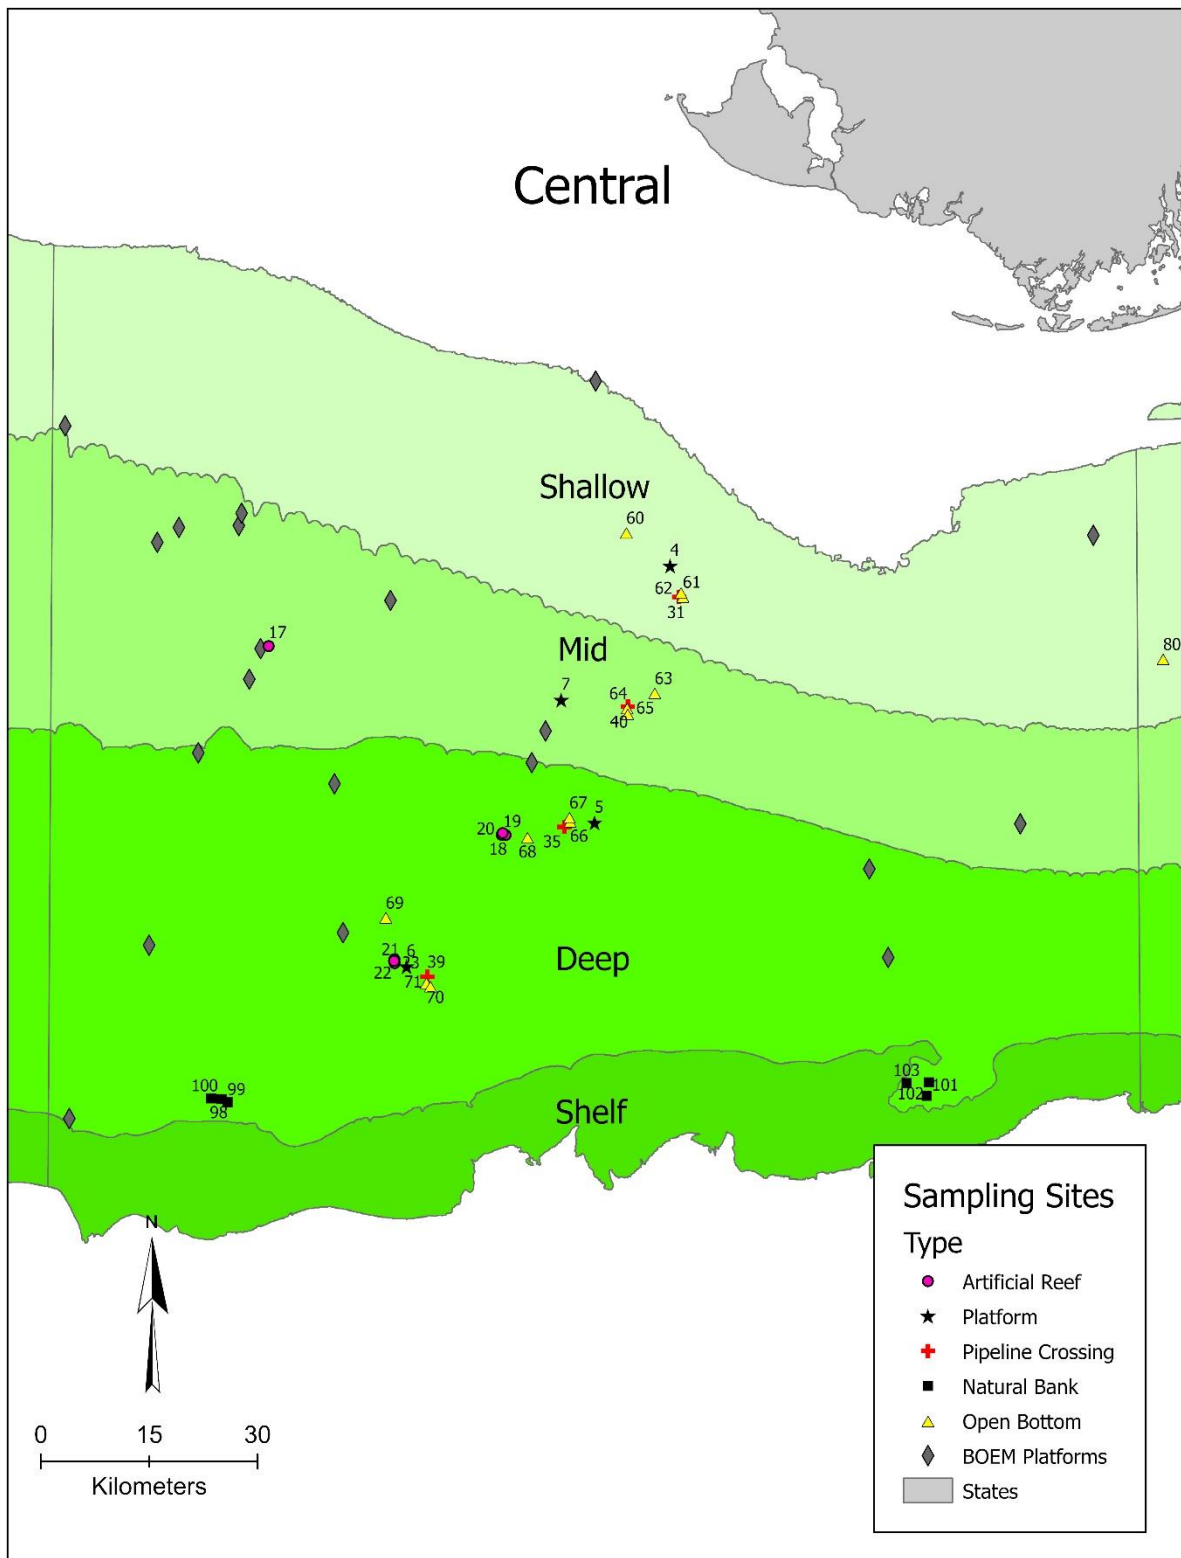 Central
Shallow
60
4
62 61
31
80
17
Mid
63
7
64
65
40
67 5
20 19
35 66
18 68
69
21 6
23 39
22 71
70
Deep
103
101
100 99
102
98
Shelf
N
0 15 30
Kilometers
Sampling Sites
Type
Artificial Reef
Platform
Pipeline Crossing
Natural Bank
Open Bottom
BOEM Platforms
States